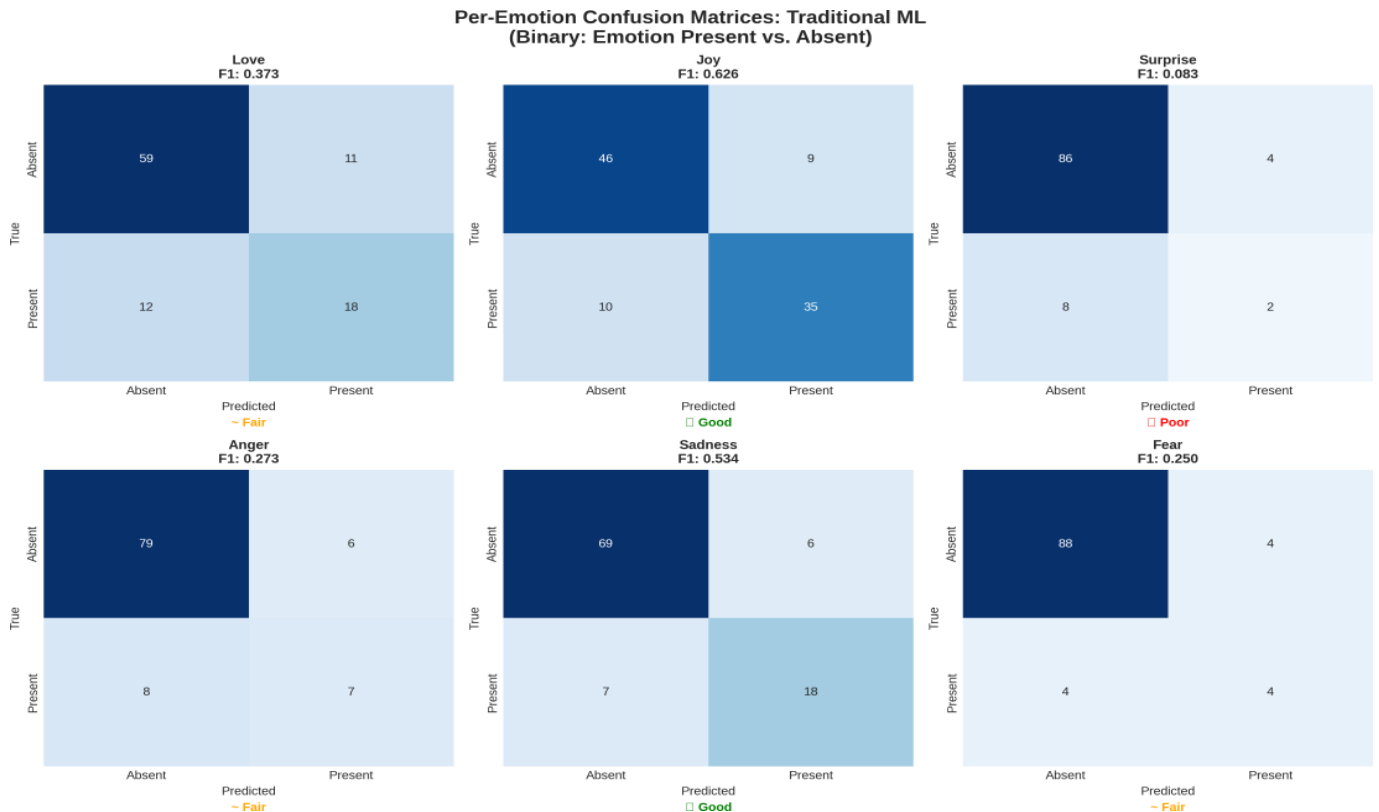 Per-Emotion Confusion Matrices: Traditional ML
(Binary: Emotion Present vs. Absent)
Love
F1: 0.373
True
Absent
59
11
Present
12
18
Absent
Present
Predicted
~ Fair
Joy
F1: 0.626
True
46
9
10
35
Absent
Present
Predicted
▯ Good
Surprise
F1: 0.083
True
Absent
86
4
Present
8
2
Absent
Present
Predicted
▯ Poor
Anger
F1: 0.273
True
Absent
79
6
Present
8
7
Absent
Present
Predicted
~ Fair
Sadness
F1: 0.534
True
Absent
69
6
Present
7
18
Absent
Present
Predicted
▯ Good
Fear
F1: 0.250
True
Absent
88
4
Present
4
4
Absent
Present
Predicted
~ Fair